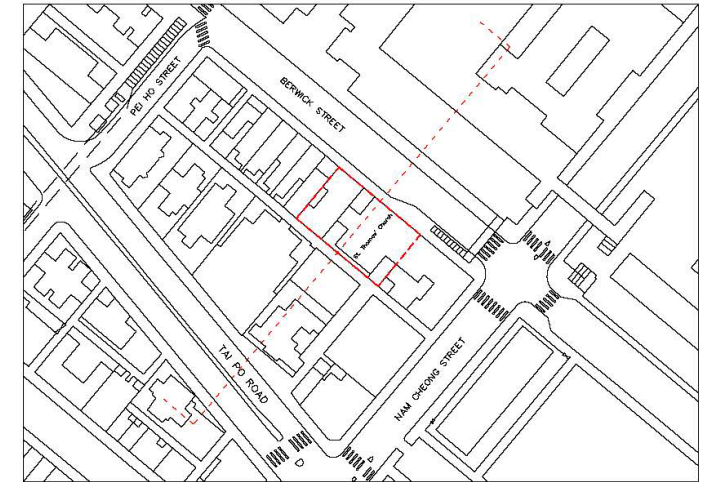 PEI HO STREET
BERWICK STREET
St. Thomas' Church
TAI PO ROAD
NAM CHEONG STREET